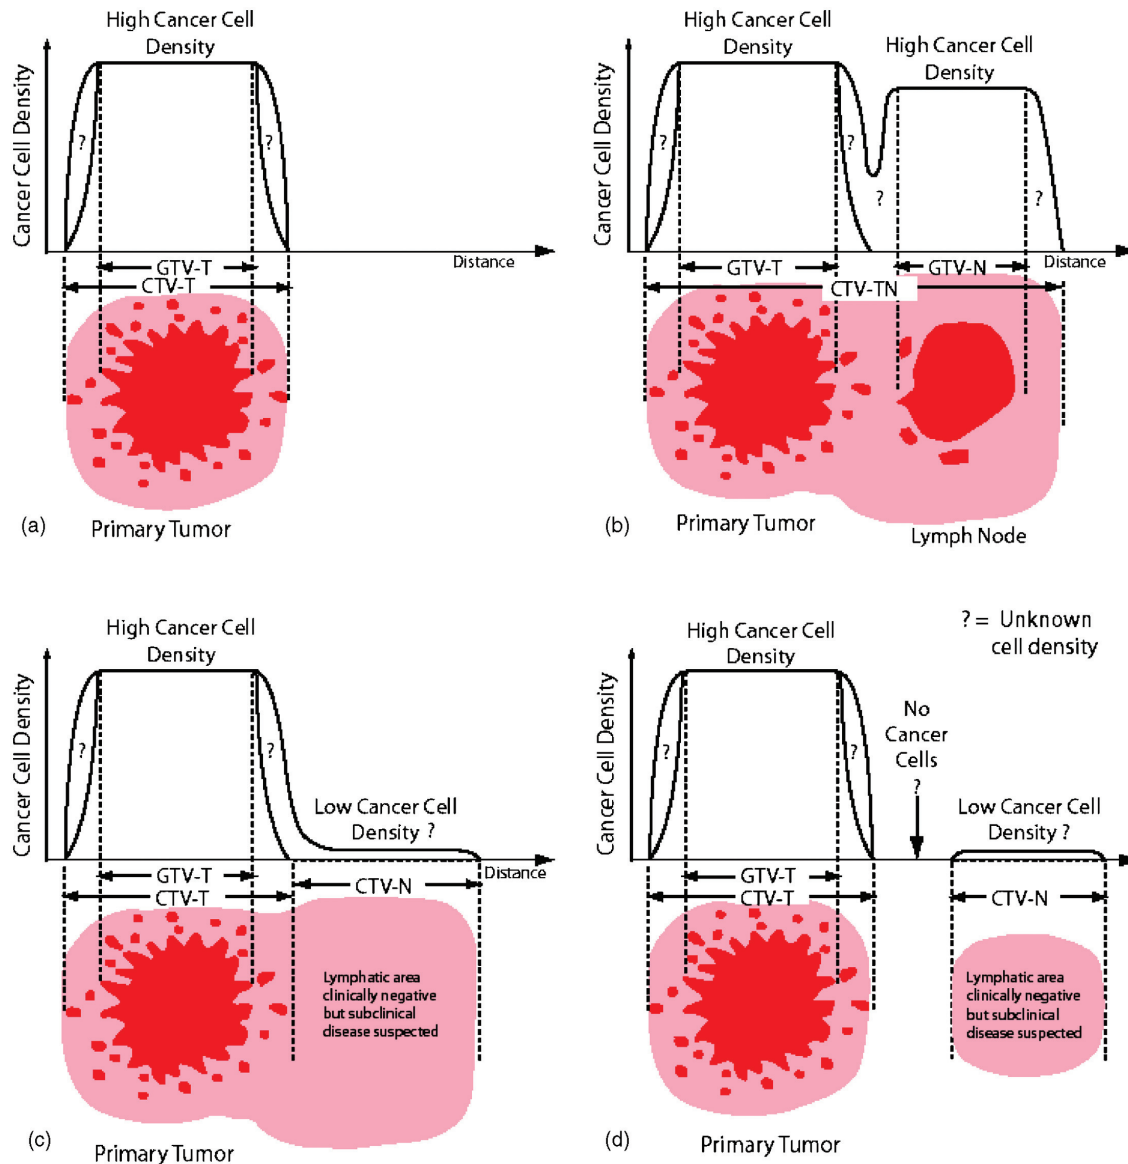 High Cancer Cell
Density
Cancer Cell Density
?
?
Distance
GTV-T
CTV-T
(a)
Primary Tumor
High Cancer Cell
Density
High Cancer Cell
Density
Cancer Cell Density
?
?
?
?
GTV-T
GTV-N
Distance
CTV-TN
(b)
Primary Tumor
Lymph Node
High Cancer Cell
Density
Cancer Cell Density
?
?
Low Cancer Cell
Density ?
GTV-T
CTV-T
CTV-N
Distance
Lymphatic area
clinically negative
but subclinical
disease suspected
(c)
Primary Tumor
High Cancer Cell
Density
? = Unknown
cell density
Cancer Cell Density
?
?
No
Cancer
Cells
?
Low Cancer Cell
Density ?
GTV-T
CTV-T
CTV-N
Lymphatic area
clinically negative
but subclinical
disease suspected
(d)
Primary Tumor